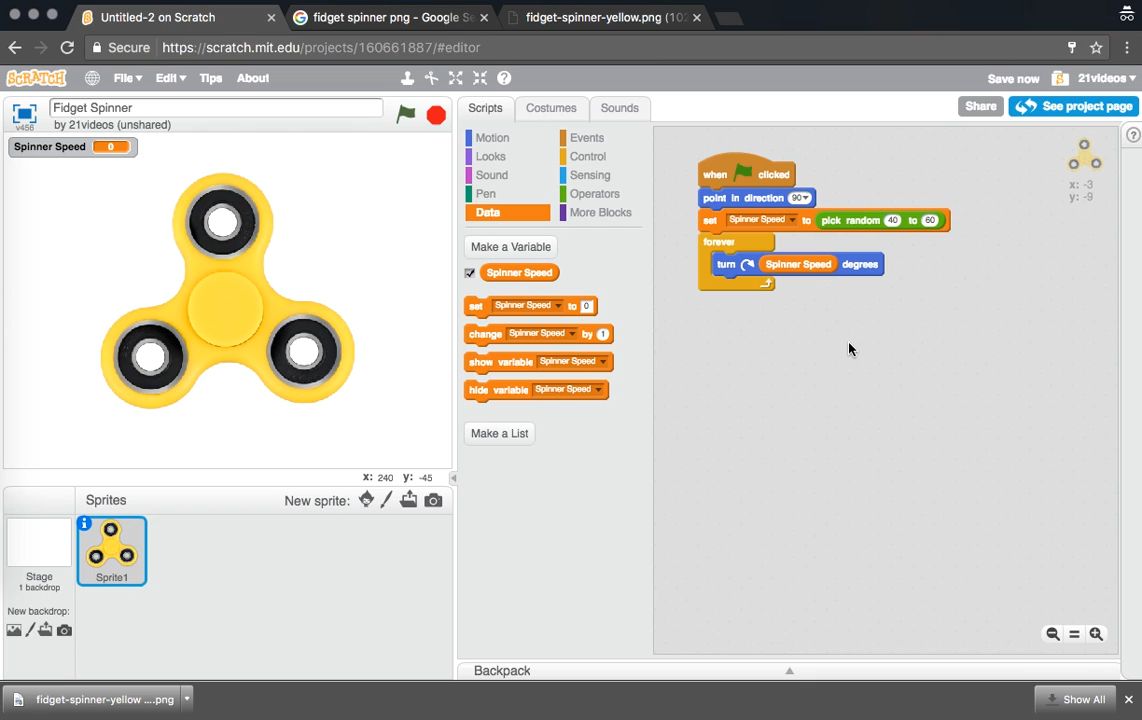 Untitled-2 on Scratch
fidget spinner png - Google Se
fidget-spinner-yellow.png (102
Secure
https://scratch.mit.edu/projects/160661887/#editor
SCRATCH
File▾ Edit▾ Tips About
Save now
21videos▾
v456
Fidget Spinner
by 21videos (unshared)
Spinner Speed 0
Scripts Costumes Sounds
Share
See project page
Motion Events
Looks Control
Sound Sensing
Pen Operators
Data More Blocks
Make a Variable
Spinner Speed
set Spinner Speed to 0
change Spinner Speed by 1
show variable Spinner Speed
hide variable Spinner Speed
Make a List
when clicked
point in direction 90▾
set Spinner Speed to pick random 40 to 60
forever
turn Spinner Speed degrees
x: -3
y: -9
x: 240 y: -45
Sprites
New sprite:
Stage
1 backdrop
New backdrop:
Sprite1
Backpack
fidget-spinner-yellow ....png
Show All